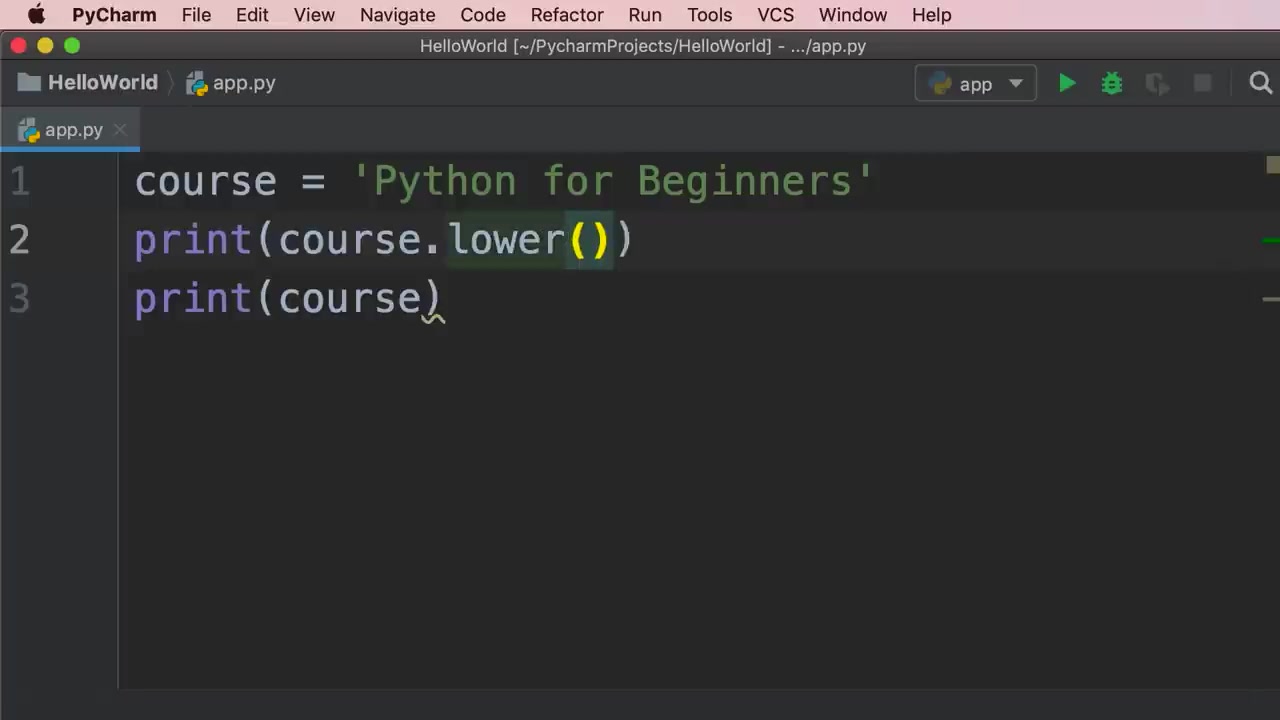 PyCharm File Edit View Navigate Code Refactor Run Tools VCS Window Help
HelloWorld [~/PycharmProjects/HelloWorld] - .../app.py
HelloWorld app.py app
app.py
1 course = 'Python for Beginners'
2 print(course.lower())
3 print(course)